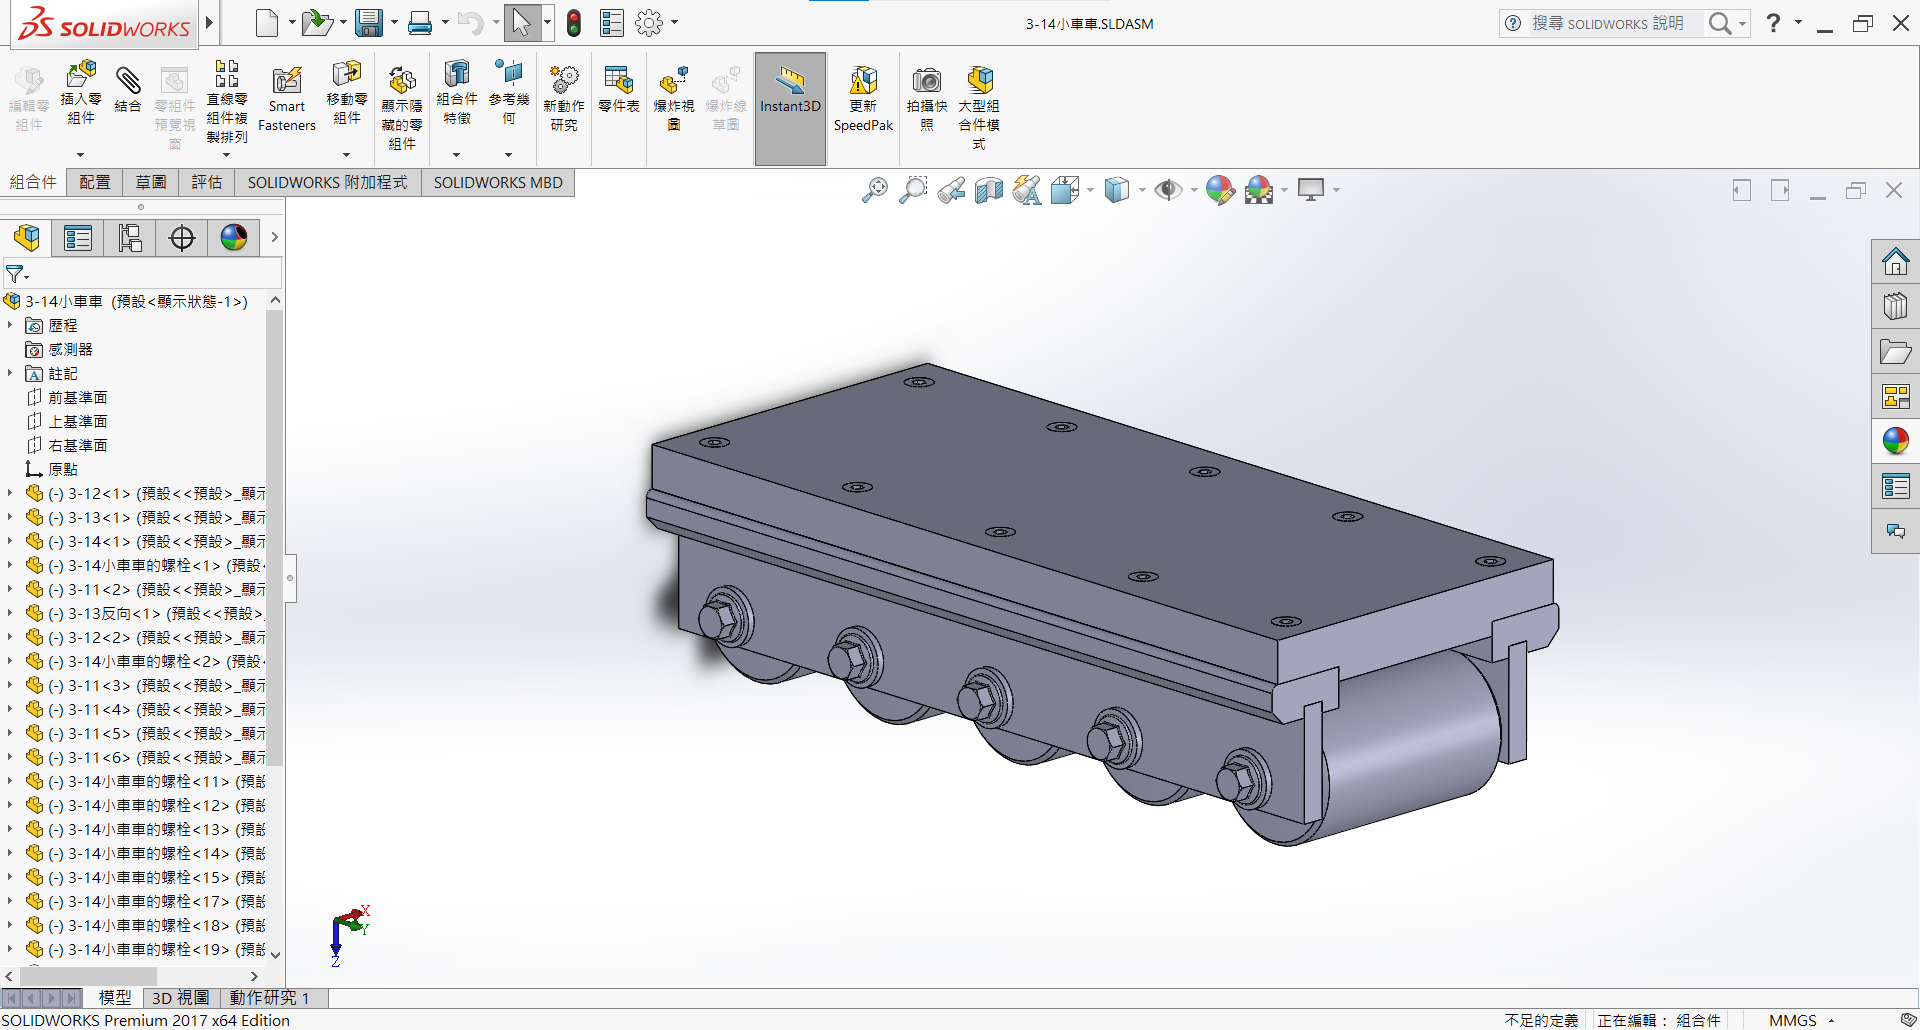 SOLIDWORKS
3-14小車車.SLDASM
搜尋 SOLIDWORKS 說明
編輯零組件
插入零組件
結合
零組件預覽視窗
直線零組件複製排列
Smart Fasteners
移動零組件
顯示隱藏的零組件
組合件特徵
參考幾何
新動作研究
零件表
爆炸視圖
爆炸線草圖
Instant3D
更新 SpeedPak
拍攝快照
大型組合件模式
組合件
配置
草圖
評估
SOLIDWORKS 附加程式
SOLIDWORKS MBD
3-14小車車 (預設<顯示狀態-1>)
歷程
感測器
註記
前基準面
上基準面
右基準面
原點
(-) 3-12<1> (預設<<預設>_顯示
(-) 3-13<1> (預設<<預設>_顯示
(-) 3-14<1> (預設<<預設>_顯示
(-) 3-14小車車的螺栓<1> (預設<
(-) 3-11<2> (預設<<預設>_顯示
(-) 3-13反向<1> (預設<<預設>_
(-) 3-12<2> (預設<<預設>_顯示
(-) 3-14小車車的螺栓<2> (預設<
(-) 3-11<3> (預設<<預設>_顯示
(-) 3-11<4> (預設<<預設>_顯示
(-) 3-11<5> (預設<<預設>_顯示
(-) 3-11<6> (預設<<預設>_顯示
(-) 3-14小車車的螺栓<11> (預設
(-) 3-14小車車的螺栓<12> (預設
(-) 3-14小車車的螺栓<13> (預設
(-) 3-14小車車的螺栓<14> (預設
(-) 3-14小車車的螺栓<15> (預設
(-) 3-14小車車的螺栓<17> (預設
(-) 3-14小車車的螺栓<18> (預設
(-) 3-14小車車的螺栓<19> (預設
X
Y
Z
模型
3D 視圖
動作研究 1
SOLIDWORKS Premium 2017 x64 Edition
不足的定義
正在編輯： 組合件
MMGS